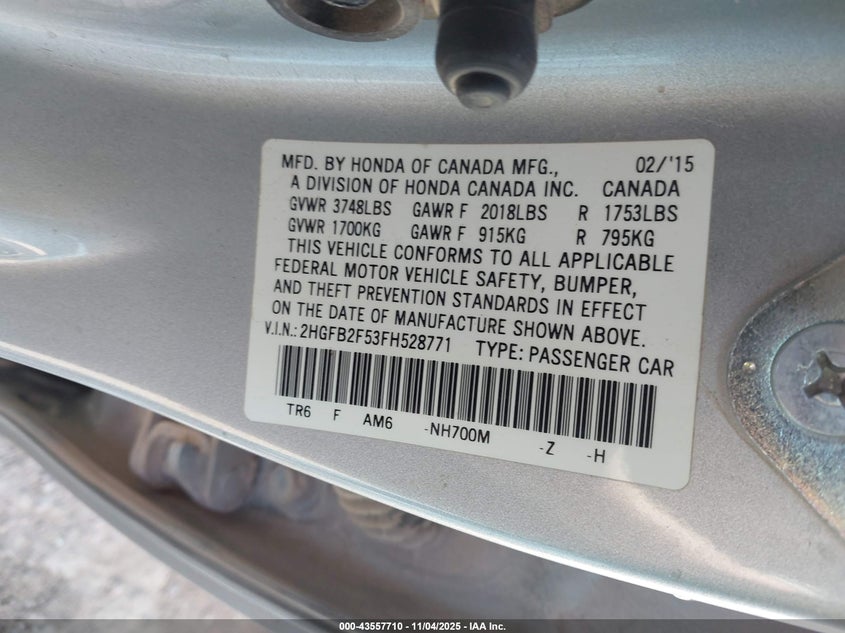 MFD. BY HONDA OF CANADA MFG., 02/'15
A DIVISION OF HONDA CANADA INC. CANADA
GVWR 3748LBS GAWR F 2018LBS R 1753LBS
GVWR 1700KG GAWR F 915KG R 795KG
THIS VEHICLE CONFORMS TO ALL APPLICABLE
FEDERAL MOTOR VEHICLE SAFETY, BUMPER,
AND THEFT PREVENTION STANDARDS IN EFFECT
ON THE DATE OF MANUFACTURE SHOWN ABOVE.
V.I.N.: 2HGFB2F53FH528771 TYPE: PASSENGER CAR
TR6 F AM6 -NH700M -Z -H
000-43557710 - 11/04/2025 - IAA Inc.